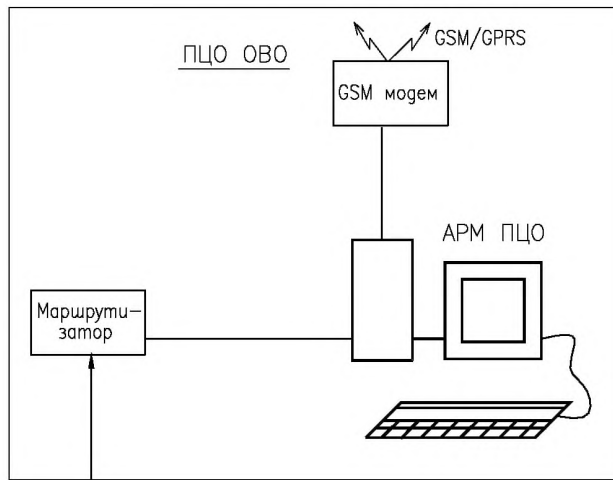 ПЦО ОВО
GSM/GPRS
GSM модем
АРМ ПЦО
Маршрути-
затор